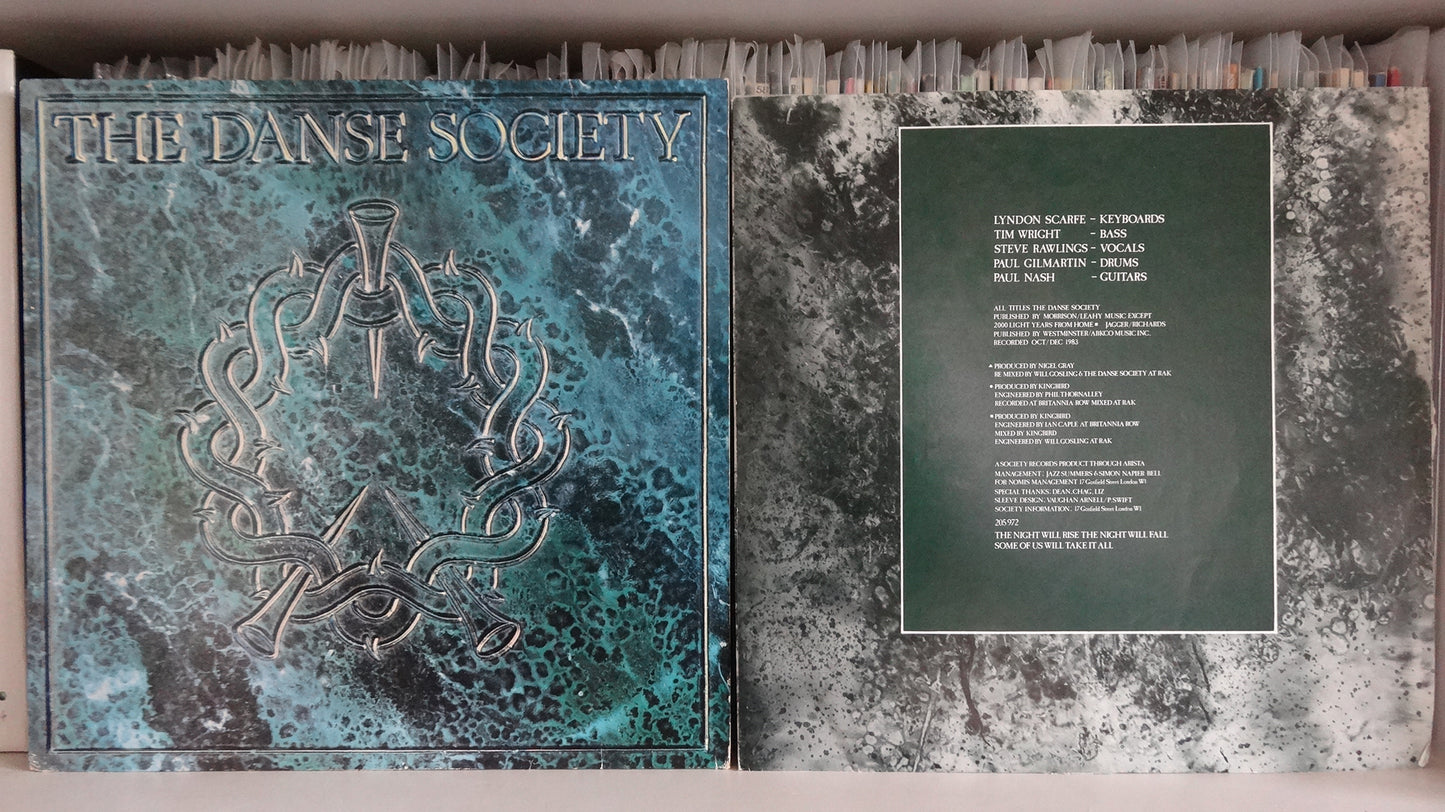 THE DANSE SOCIETY
LYNDON SCARFE - KEYBOARDS
TIM WRIGHT - BASS
STEVE RAWLINGS - VOCALS
PAUL GILMARTIN - DRUMS
PAUL NASH - GUITARS
ALL TITLES THE DANSE SOCIETY
PUBLISHED BY MORRISON/LEAHY MUSIC EXCEPT
2000 LIGHT YEARS FROM HOME * JAGGER/RICHARDS
PUBLISHED BY WESTMINSTER/ABKCO MUSIC INC.
RECORDED OCT/DEC 1983
PRODUCED BY NIGEL GRAY
RE MIXED BY WILL GOSLING & THE DANSE SOCIETY AT RAK
PRODUCED BY KINGBIRD
ENGINEERED BY PHIL THORNALLEY
RECORDED AT BRITANNIA ROW MIXED AT RAK
PRODUCED BY KINGBIRD
ENGINEERED BY IAN CAPLE AT BRITANNIA ROW
MIXED BY KINGBIRD
ENGINEERED BY WILL GOSLING AT RAK
A SOCIETY RECORDS PRODUCT THROUGH ARISTA
MANAGEMENT: JAZZ SUMMERS & SIMON NAPIER BELL
FOR NOMIS MANAGEMENT 17 Street London W1
SPECIAL THANKS: DEAN, CHAG, LIZ
SLEEVE DESIGN: VAUGHAN ARNELL/P.SWIFT
SOCIETY INFORMATION: 17 Street London W1
205 972
THE NIGHT WILL RISE THE NIGHT WILL FALL
SOME OF US WILL TAKE IT ALL